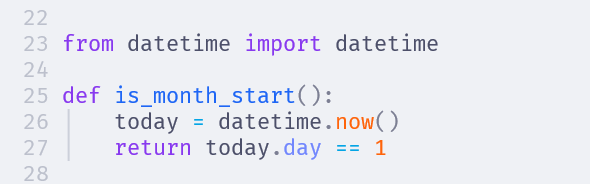 22
23 from datetime import datetime
24
25 def is_month_start():
26     today = datetime.now()
27     return today.day == 1
28